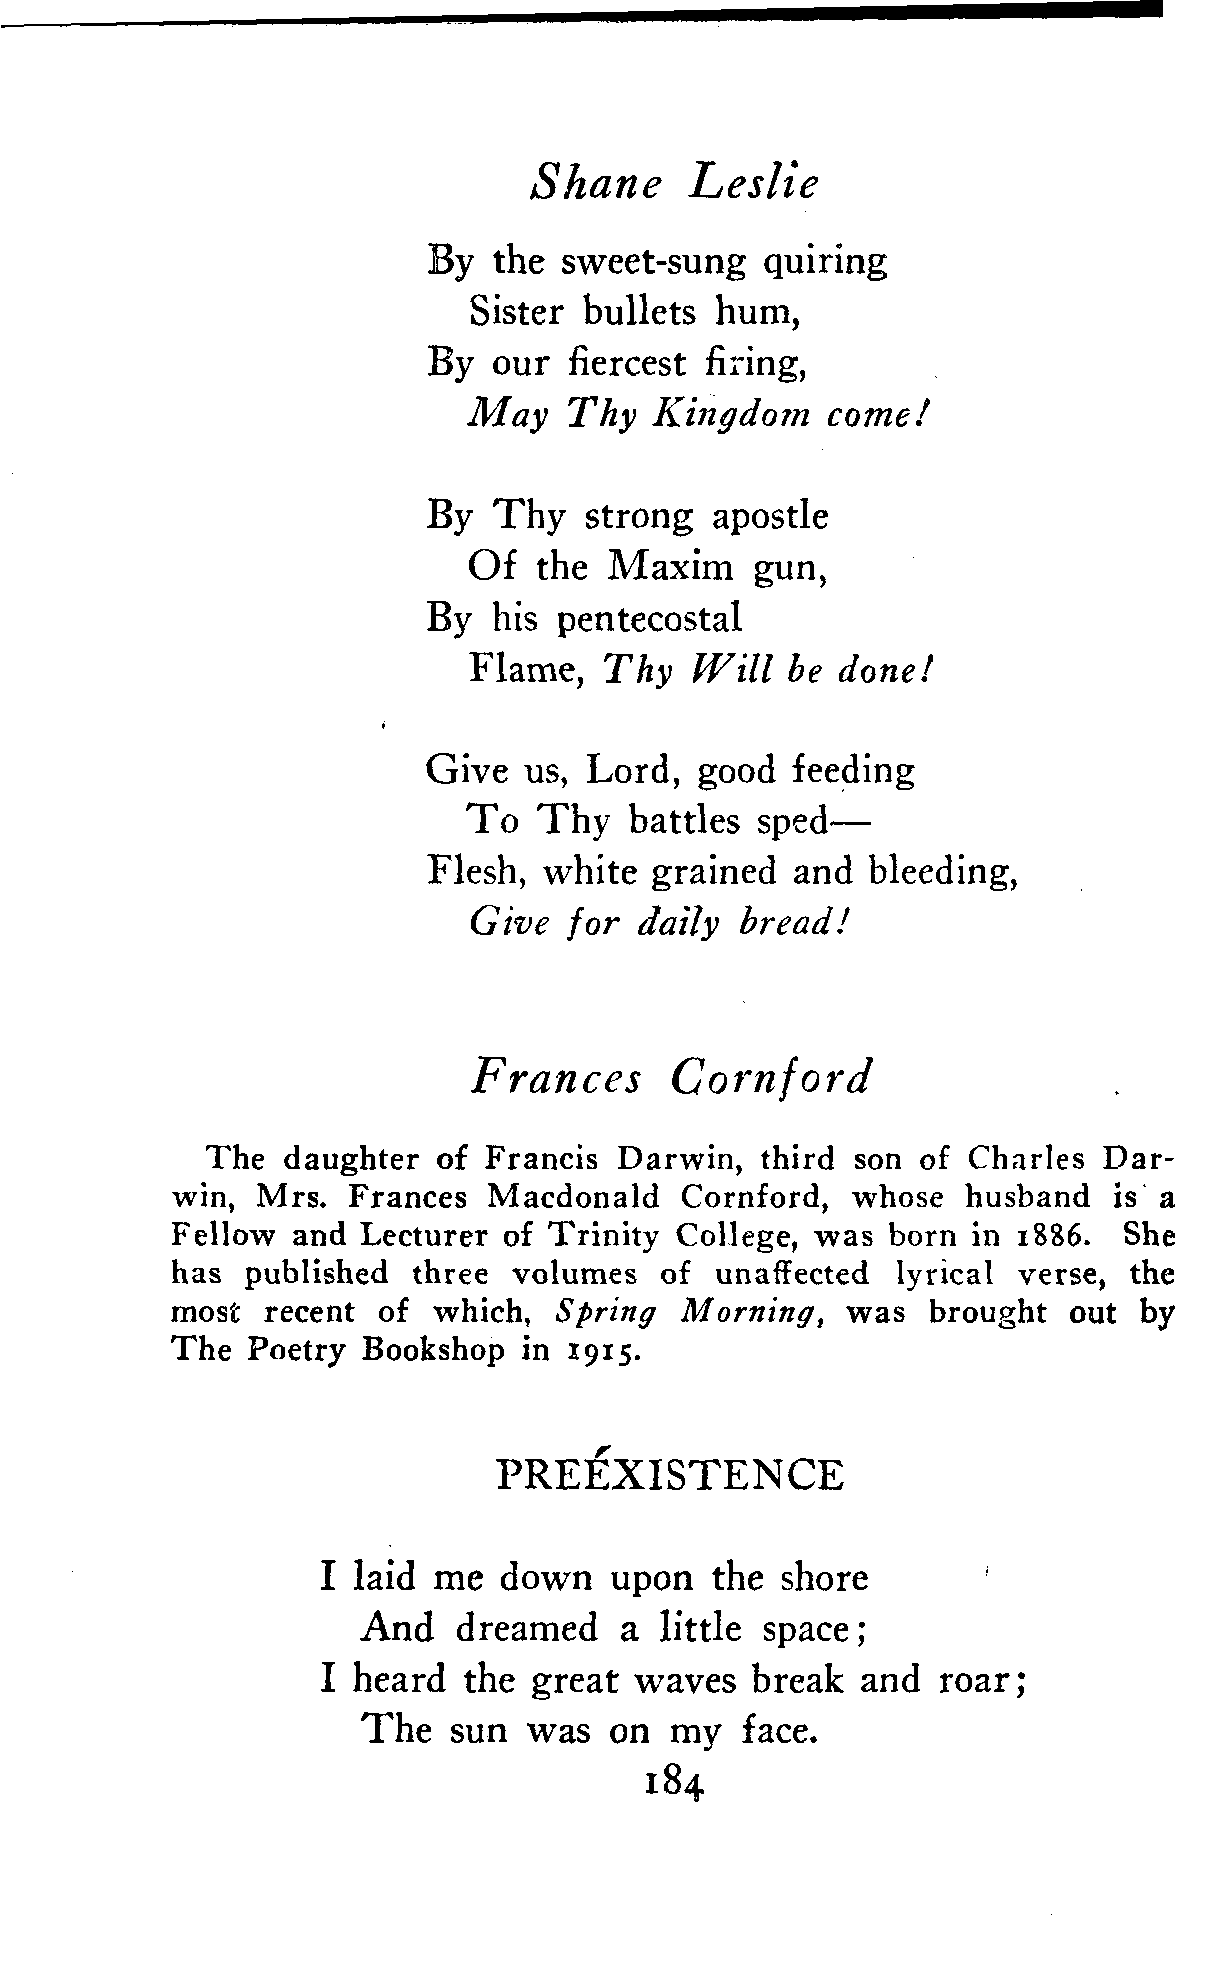 Shane Leslie
By the sweet-sung quiring
Sister bullets hum,
By our fiercest firing,
May Thy Kingdom come!
By Thy strong apostle
Of the Maxim gun,
By his pentecostal
Flame, Thy Will be done!
Give us, Lord, good feeding
To Thy battles sped—
Flesh, white grained and bleeding,
Give for daily bread!
Frances Cornford
The daughter of Francis Darwin, third son of Charles Dar-
win, Mrs. Frances Macdonald Cornford, whose husband is a
Fellow and Lecturer of Trinity College, was born in 1886. She
has published three volumes of unaffected lyrical verse, the
most recent of which, Spring Morning, was brought out by
The Poetry Bookshop in 1915.
PREÉXISTENCE
I laid me down upon the shore
And dreamed a little space;
I heard the great waves break and roar;
The sun was on my face.
184